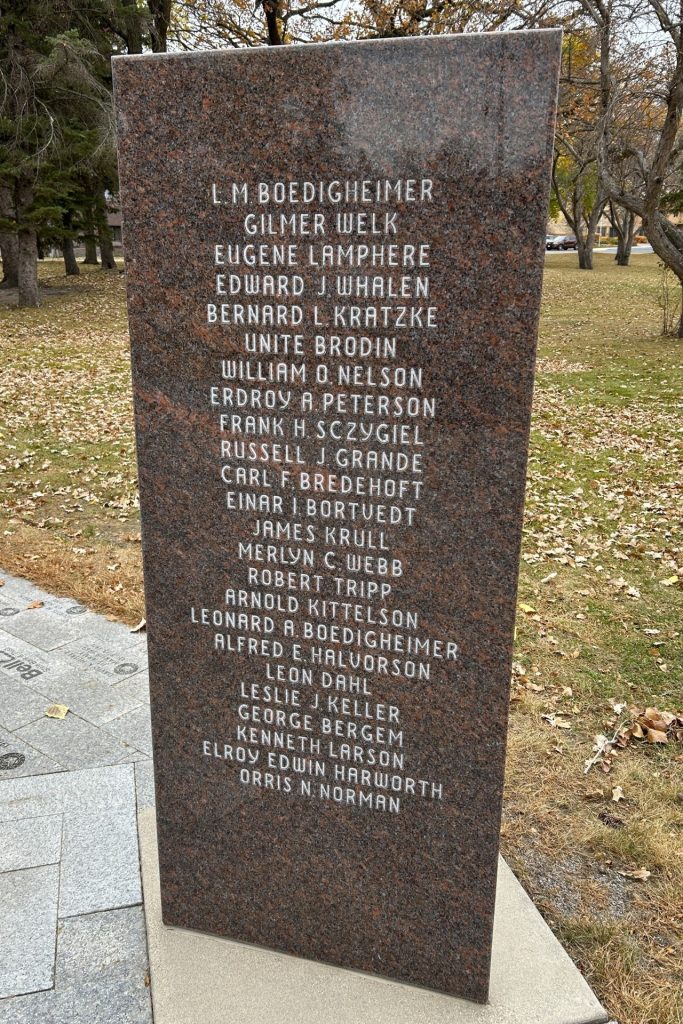 L. M. BOEDIGHEIMER
GILMER WELK
EUGENE LAMPHERE
EDWARD J. WHALEN
BERNARD L. KRATZKE
UNITE BRODIN
WILLIAM O. NELSON
ERDROY A. PETERSON
FRANK H. SCZYGIEL
RUSSELL J. GRANDE
CARL F. BREDEHOFT
EINAR I. BORTVEDT
JAMES KRULL
MERLYN C. WEBB
ROBERT TRIPP
ARNOLD KITTELSON
LEONARD A. BOEDIGHEIMER
ALFRED E. HALVORSON
LEON DAHL
LESLIE J. KELLER
GEORGE BERGEM
KENNETH LARSON
ELROY EDWIN HARWORTH
ORRIS N. NORMAN